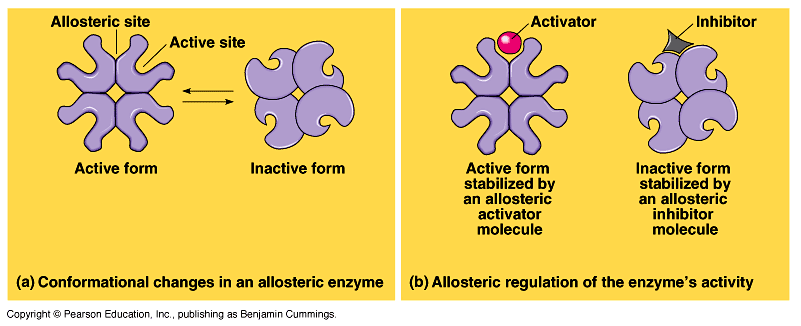 Allosteric site
Active site
Active form
Inactive form
(a) Conformational changes in an allosteric enzyme
Activator
Inhibitor
Active form
stabilized by
an allosteric
activator
molecule
Inactive form
stabilized by
an allosteric
inhibitor
molecule
(b) Allosteric regulation of the enzyme's activity
Copyright © Pearson Education, Inc., publishing as Benjamin Cummings.